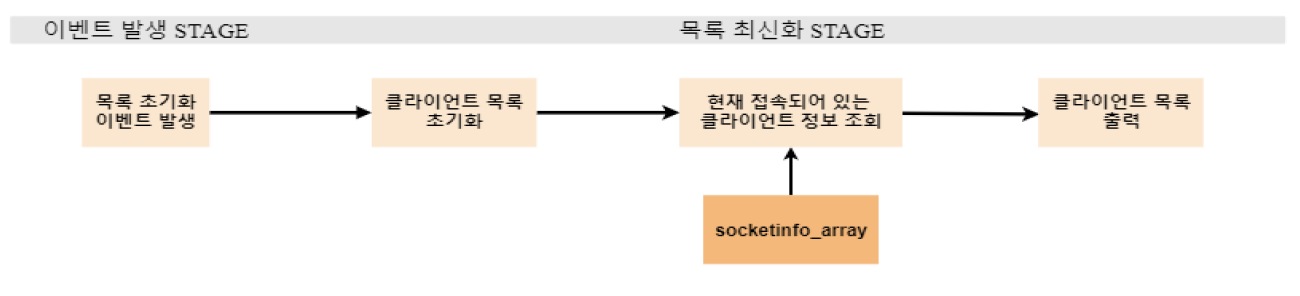 이벤트 발생 STAGE
목록 최신화 STAGE
목록 초기화
이벤트 발생
클라이언트 목록
초기화
현재 접속되어 있는
클라이언트 정보 조회
클라이언트 목록
출력
socketinfo_array